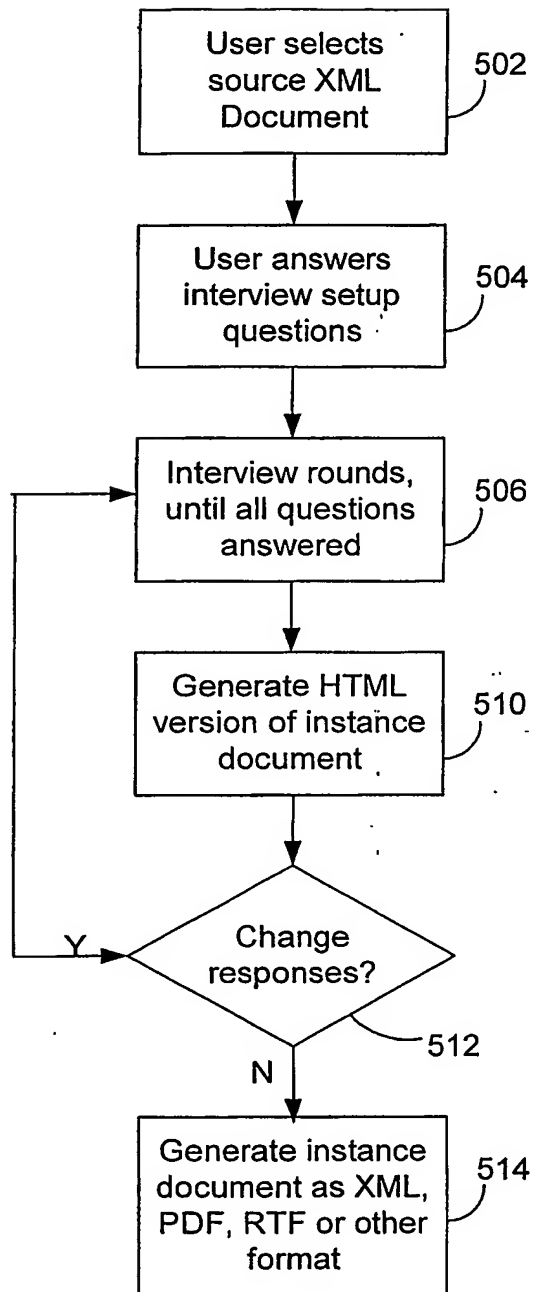 User selects
source XML
Document
502
User answers
interview setup
questions
504
Interview rounds,
until all questions
answered
506
Generate HTML
version of instance
document
510
Change
responses?
Y
512
N
Generate instance
document as XML,
PDF, RTF or other
format
514